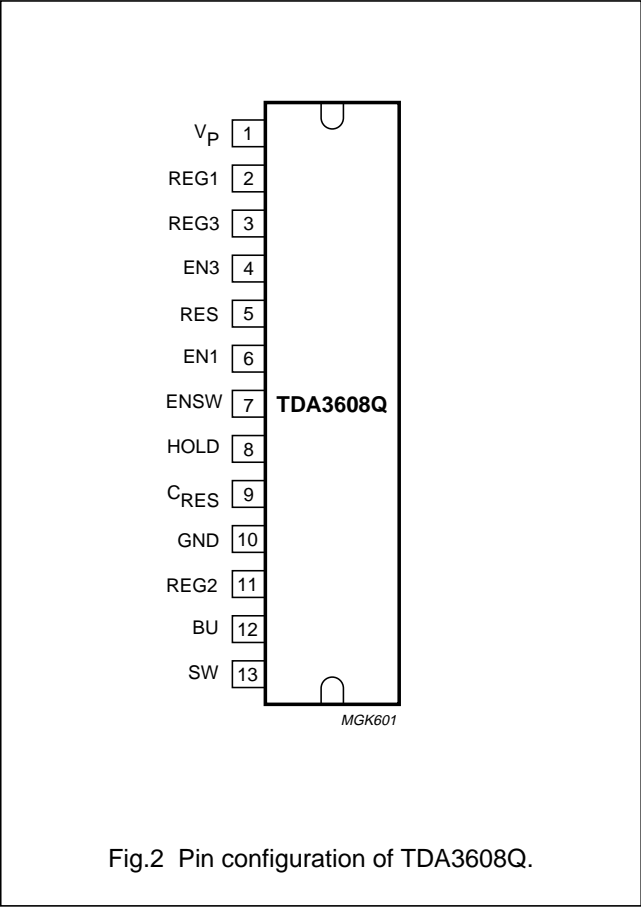 V_P 1
REG1 2
REG3 3
EN3 4
RES 5
EN1 6
ENSW 7 TDA3608Q
HOLD 8
C_RES 9
GND 10
REG2 11
BU 12
SW 13
MGK601
Fig.2 Pin configuration of TDA3608Q.